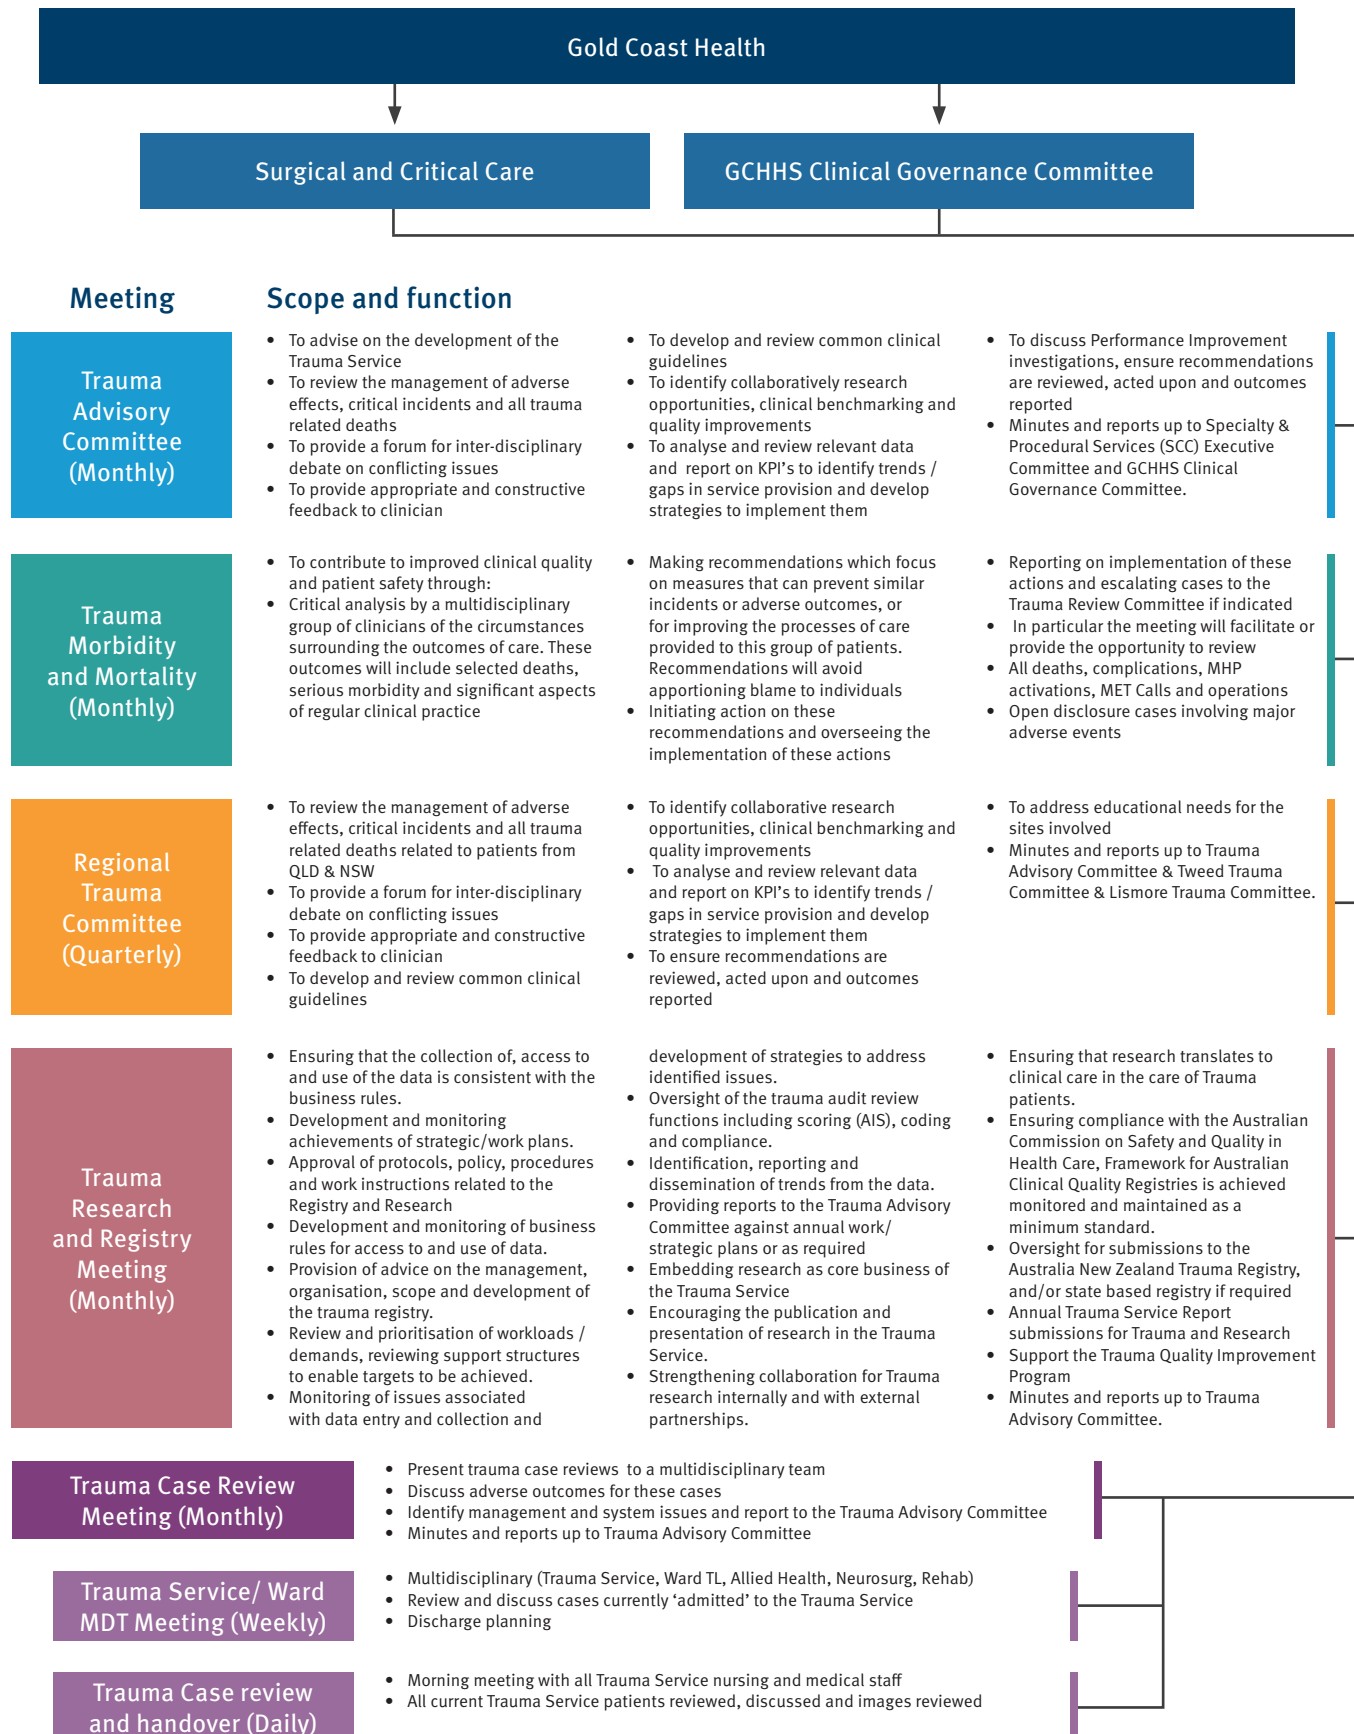 Gold Coast Health
Surgical and Critical Care
GCHHS Clinical Governance Committee
Meeting
Scope and function
Trauma
Advisory
Committee
(Monthly)
• To advise on the development of the
Trauma Service
• To review the management of adverse
effects, critical incidents and all trauma
related deaths
• To provide a forum for inter-disciplinary
debate on conflicting issues
• To provide appropriate and constructive
feedback to clinician
• To develop and review common clinical
guidelines
• To identify collaboratively research
opportunities, clinical benchmarking and
quality improvements
• To analyse and review relevant data
and report on KPI's to identify trends /
gaps in service provision and develop
strategies to implement them
• To discuss Performance Improvement
investigations, ensure recommendations
are reviewed, acted upon and outcomes
reported
• Minutes and reports up to Specialty &
Procedural Services (SCC) Executive
Committee and GCHHS Clinical
Governance Committee.
Trauma
Morbidity
and Mortality
(Monthly)
• To contribute to improved clinical quality
and patient safety through:
• Critical analysis by a multidisciplinary
group of clinicians of the circumstances
surrounding the outcomes of care. These
outcomes will include selected deaths,
serious morbidity and significant aspects
of regular clinical practice
• Making recommendations which focus
on measures that can prevent similar
incidents or adverse outcomes, or
for improving the processes of care
provided to this group of patients.
Recommendations will avoid
apportioning blame to individuals
• Initiating action on these
recommendations and overseeing the
implementation of these actions
• Reporting on implementation of these
actions and escalating cases to the
Trauma Review Committee if indicated
• In particular the meeting will facilitate or
provide the opportunity to review
• All deaths, complications, MHP
activations, MET Calls and operations
• Open disclosure cases involving major
adverse events
Regional
Trauma
Committee
(Quarterly)
• To review the management of adverse
effects, critical incidents and all trauma
related deaths related to patients from
QLD & NSW
• To provide a forum for inter-disciplinary
debate on conflicting issues
• To provide appropriate and constructive
feedback to clinician
• To develop and review common clinical
guidelines
• To identify collaborative research
opportunities, clinical benchmarking and
quality improvements
• To analyse and review relevant data
and report on KPI's to identify trends /
gaps in service provision and develop
strategies to implement them
• To ensure recommendations are
reviewed, acted upon and outcomes
reported
• To address educational needs for the
sites involved
• Minutes and reports up to Trauma
Advisory Committee & Tweed Trauma
Committee & Lismore Trauma Committee.
Trauma
Research
and Registry
Meeting
(Monthly)
• Ensuring that the collection of, access to
and use of the data is consistent with the
business rules.
• Development and monitoring
achievements of strategic/work plans.
• Approval of protocols, policy, procedures
and work instructions related to the
Registry and Research
• Development and monitoring of business
rules for access to and use of data.
• Provision of advice on the management,
organisation, scope and development of
the trauma registry.
• Review and prioritisation of workloads /
demands, reviewing support structures
to enable targets to be achieved.
• Monitoring of issues associated
with data entry and collection and
development of strategies to address
identified issues.
• Oversight of the trauma audit review
functions including scoring (AIS), coding
and compliance.
• Identification, reporting and
dissemination of trends from the data.
• Providing reports to the Trauma Advisory
Committee against annual work/
strategic plans or as required
• Embedding research as core business of
the Trauma Service
• Encouraging the publication and
presentation of research in the Trauma
Service.
• Strengthening collaboration for Trauma
research internally and with external
partnerships.
• Ensuring that research translates to
clinical care in the care of Trauma
patients.
• Ensuring compliance with the Australian
Commission on Safety and Quality in
Health Care, Framework for Australian
Clinical Quality Registries is achieved
monitored and maintained as a
minimum standard.
• Oversight for submissions to the
Australia New Zealand Trauma Registry,
and/or state based registry if required
• Annual Trauma Service Report
submissions for Trauma and Research
• Support the Trauma Quality Improvement
Program
• Minutes and reports up to Trauma
Advisory Committee.
Trauma Case Review
Meeting (Monthly)
• Present trauma case reviews to a multidisciplinary team
• Discuss adverse outcomes for these cases
• Identify management and system issues and report to the Trauma Advisory Committee
• Minutes and reports up to Trauma Advisory Committee
Trauma Service/ Ward
MDT Meeting (Weekly)
• Multidisciplinary (Trauma Service, Ward TL, Allied Health, Neurosurg, Rehab)
• Review and discuss cases currently ‘admitted’ to the Trauma Service
• Discharge planning
Trauma Case review
and handover (Daily)
• Morning meeting with all Trauma Service nursing and medical staff
• All current Trauma Service patients reviewed, discussed and images reviewed